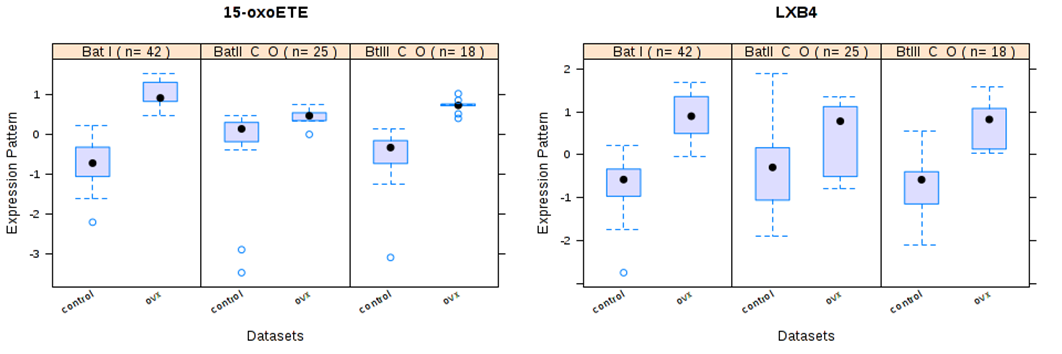 15-oxoETE
Bat I ( n= 42 )
BatII C O ( n= 25 )
BtIII C O ( n= 18 )
Expression Pattern
1
0
-1
-2
-3
control
ovx
control
ovx
control
ovx
Datasets
LXB4
Bat I ( n= 42 )
BatII C O ( n= 25 )
BtIII C O ( n= 18 )
Expression Pattern
2
1
0
-1
-2
control
ovx
control
ovx
control
ovx
Datasets